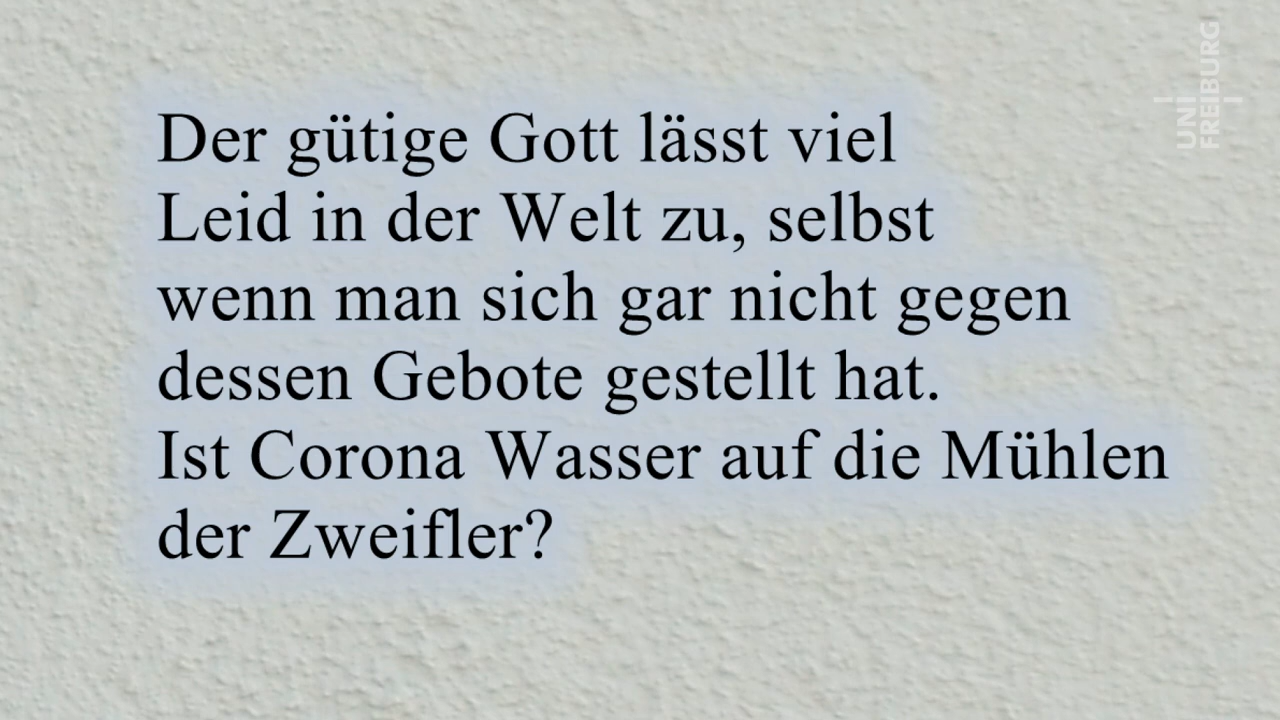 Der gütige Gott lässt viel
Leid in der Welt zu, selbst
wenn man sich gar nicht gegen
dessen Gebote gestellt hat.
Ist Corona Wasser auf die Mühlen
der Zweifler?
UNI
FREIBURG